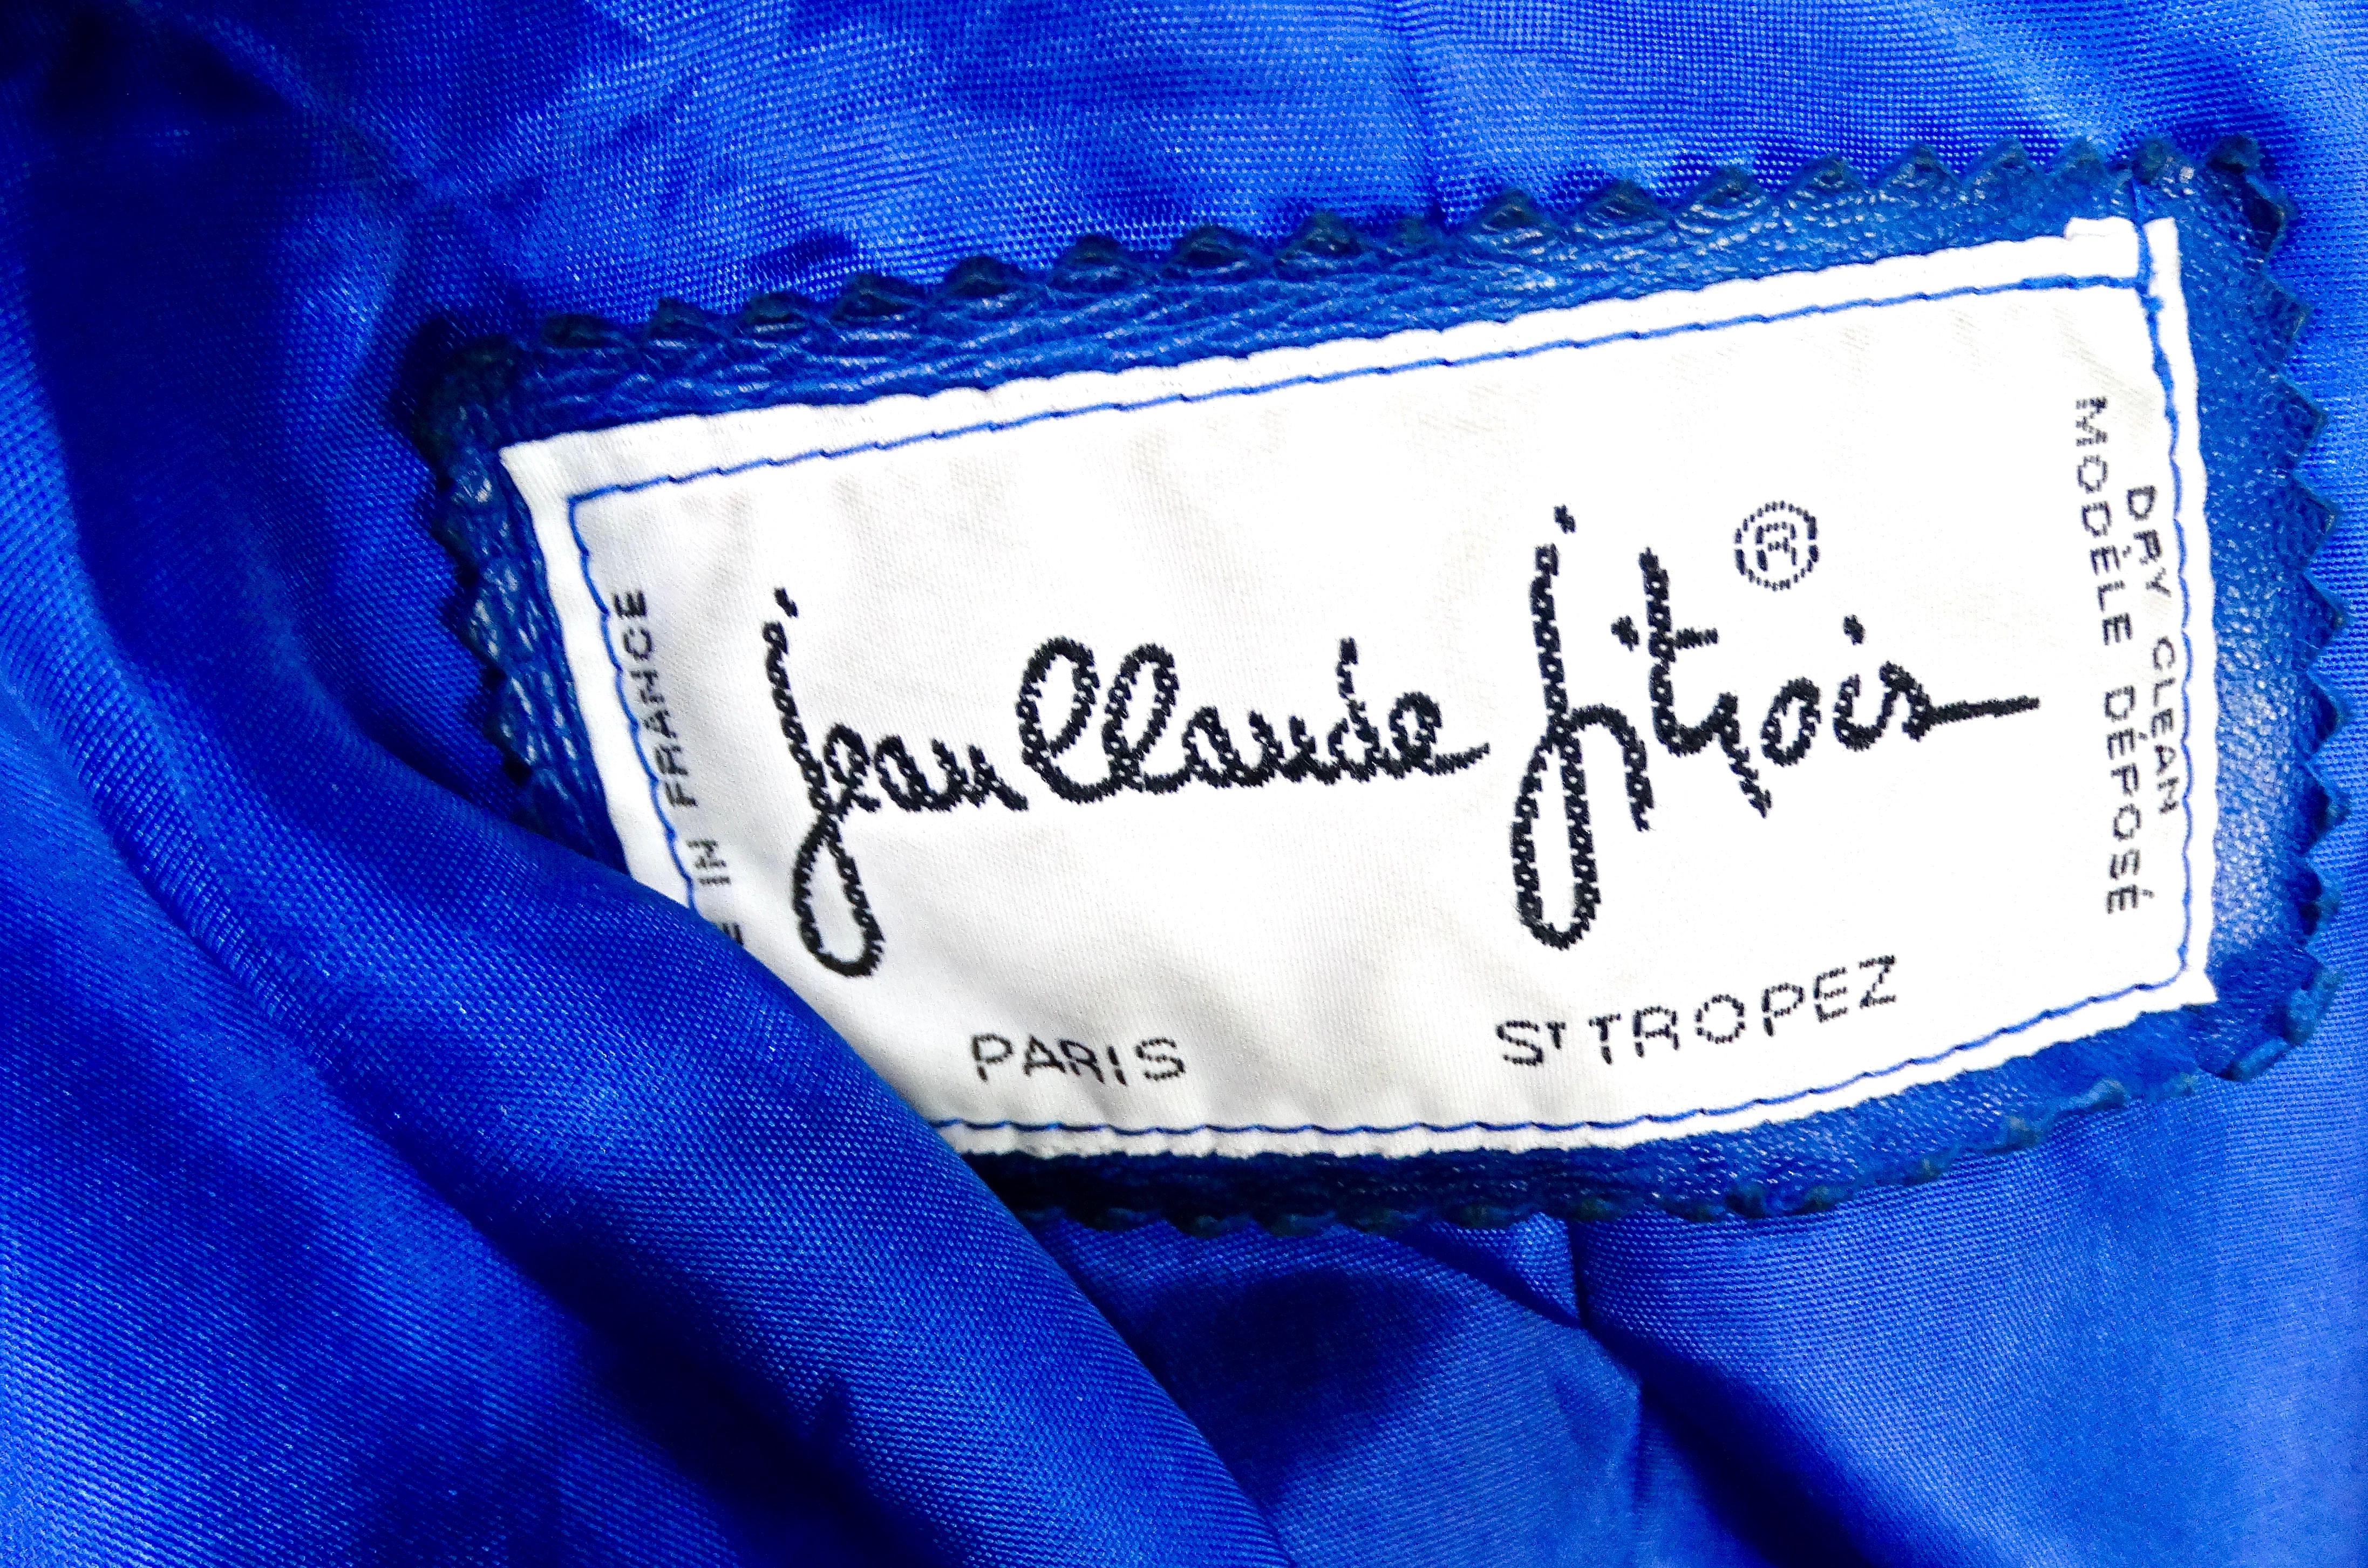 jean claude jitrois ®
PARIS
ST TROPEZ
IN FRANCE
DRY CLEAN
MODÈLE DÉPOSÉ